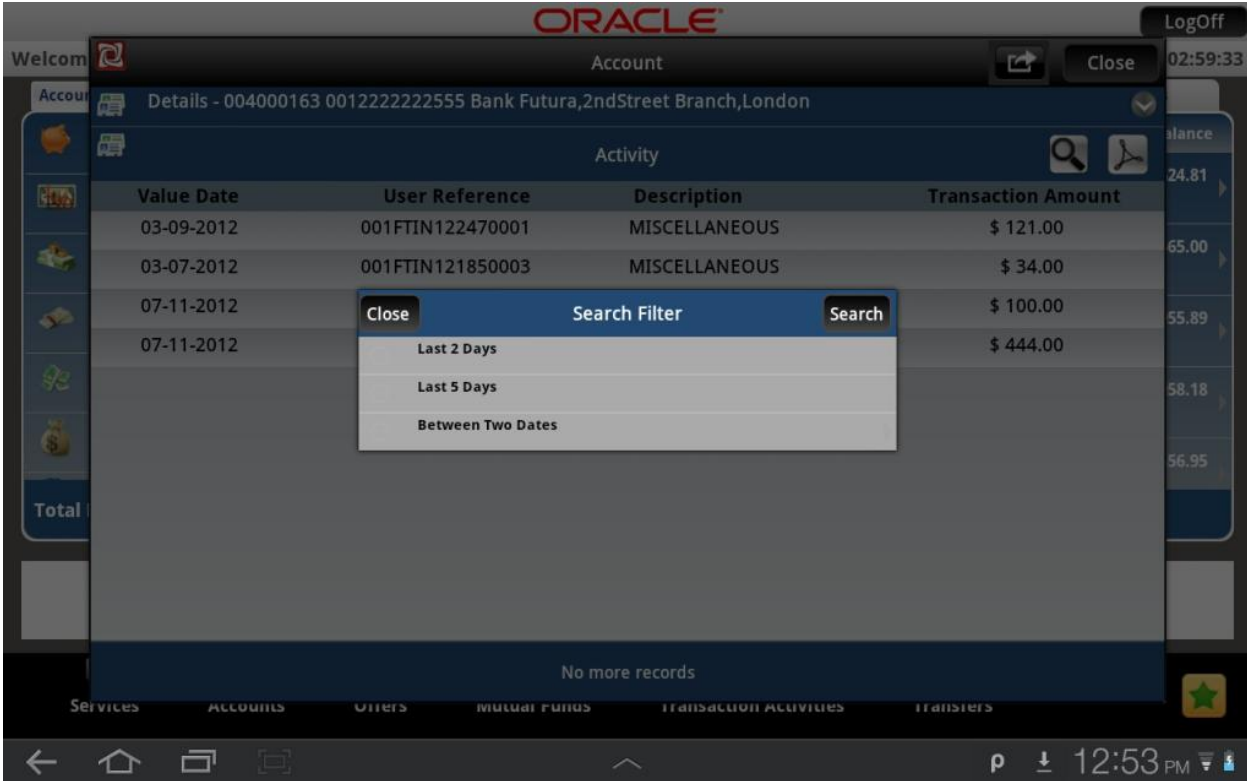 ORACLE
LogOff
Welcom
Account
Close
02:59:33
Accou
Details - 004000163 0012222222555 Bank Futura,2ndStreet Branch,London
Activity
alance
24.81
Value Date User Reference Description Transaction Amount
03-09-2012 001FTIN122470001 MISCELLANEOUS $ 121.00
65.00
03-07-2012 001FTIN121850003 MISCELLANEOUS $ 34.00
07-11-2012 $ 100.00
Close Search Filter Search
55.89
07-11-2012 $ 444.00
Last 2 Days
Last 5 Days
58.18
Between Two Dates
56.95
Total
No more records
Services Accounts Offers Mutual Funds Transaction Activities Transfers
12:53 PM